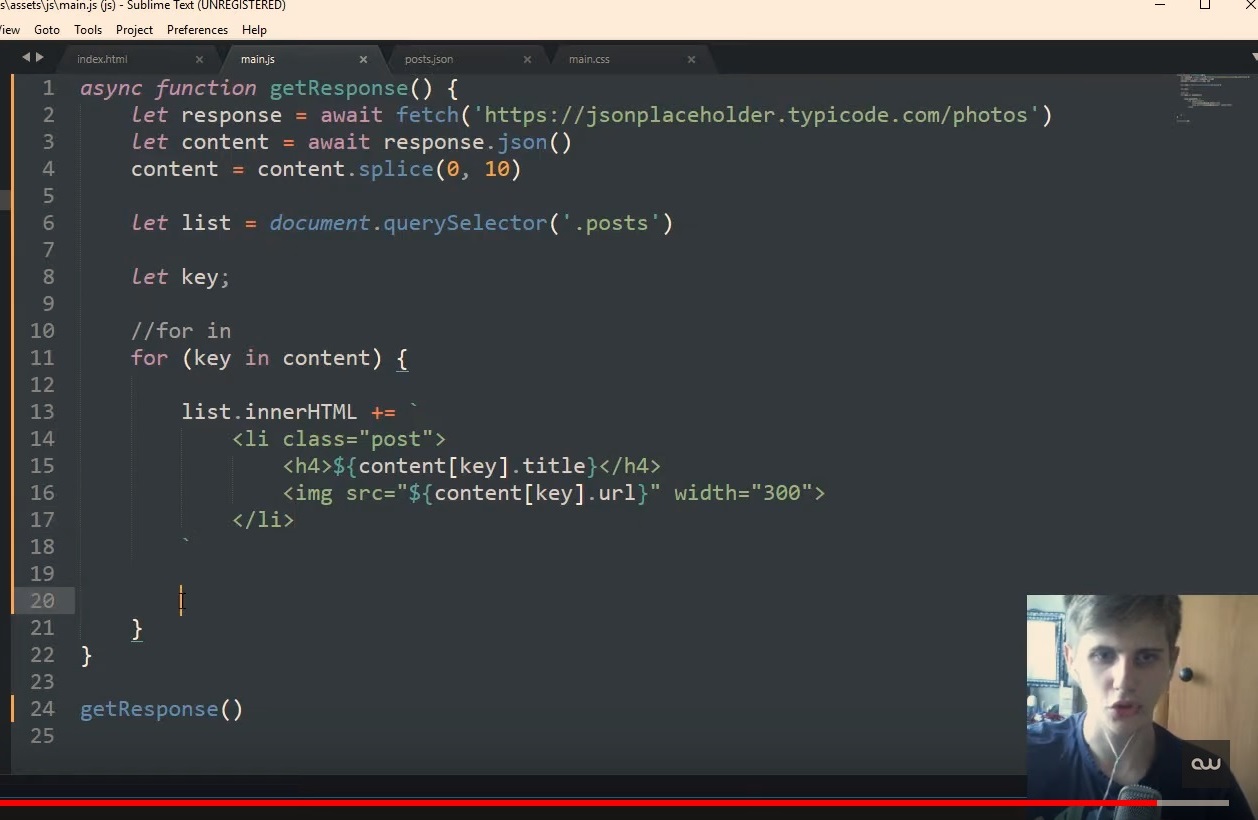 s\assets\js\main.js (js) - Sublime Text (UNREGISTERED)
View Goto Tools Project Preferences Help
index.html × main.js × posts.json × main.css ×
1 async function getResponse() {
2 let response = await fetch('https://jsonplaceholder.typicode.com/photos')
3 let content = await response.json()
4 content = content.splice(0, 10)
5
6 let list = document.querySelector('.posts')
7
8 let key;
9
10 //for in
11 for (key in content) {
12
13 list.innerHTML += `
14 <li class="post">
15 <h4>${content[key].title}</h4>
16 <img src="${content[key].url}" width="300">
17 </li>
18 `
19
20
21 }
22 }
23
24 getResponse()
25